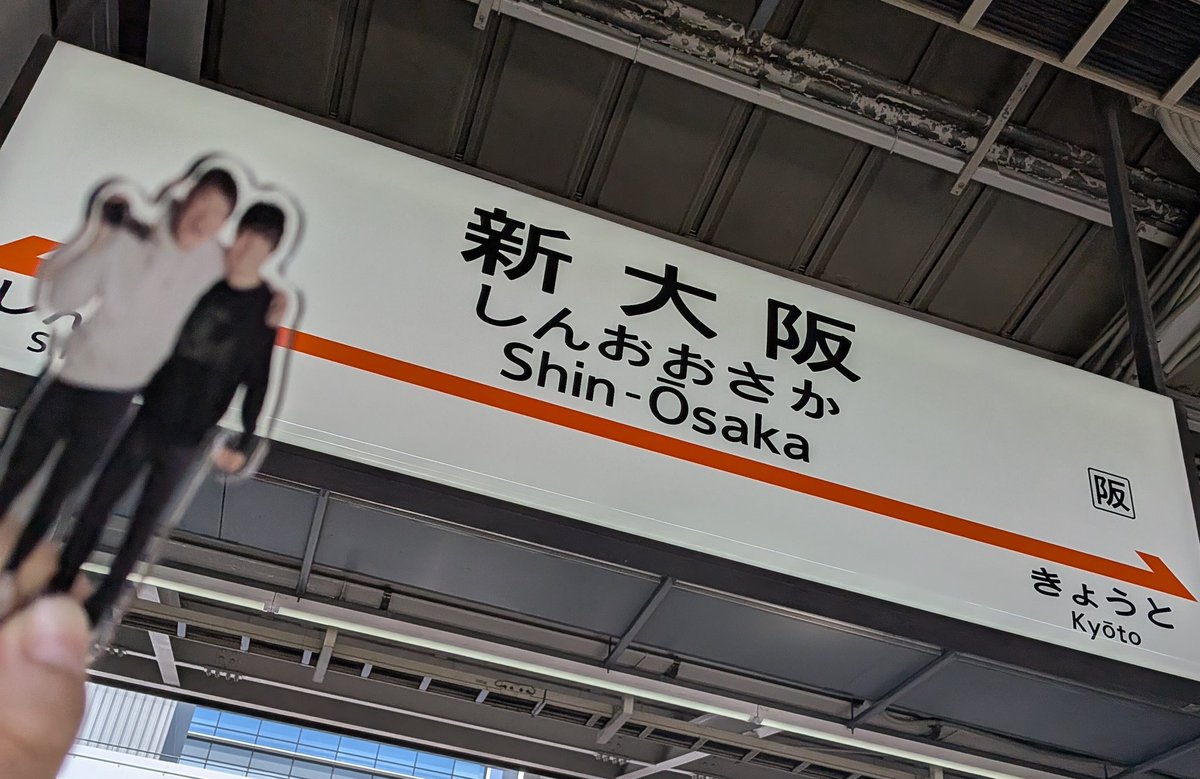 新大阪
しんおおさか
Shin-Ōsaka
阪
きょうと
Kyōto